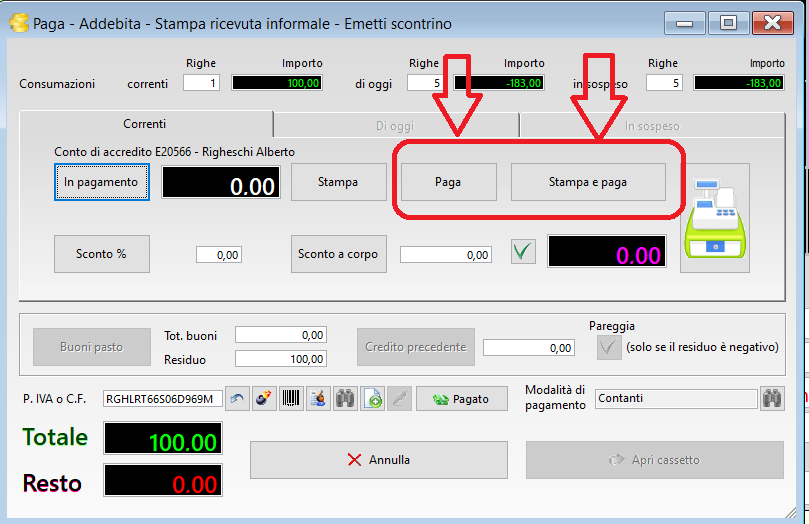 Paga - Addebita - Stampa ricevuta informale - Emetti scontrino
Righe Importo Righe Importo Righe Importo
Consumazioni correnti 1 100,00 di oggi 5 -183,00 in sospeso 5 -183,00
Correnti Di oggi In sospeso
Conto di accredito E20566 - Righeschi Alberto
In pagamento 0.00 Stampa Paga Stampa e paga
Sconto % 0,00 Sconto a corpo 0,00 0.00
Buoni pasto Tot. buoni 0,00 Credito precedente 0,00 Pareggia
Residuo 100,00 (solo se il residuo è negativo)
P. IVA o C.F. RGHLRT66S06D969M Pagato Modalità di pagamento Contanti
Totale 100.00 Annulla Apri cassetto
Resto 0.00